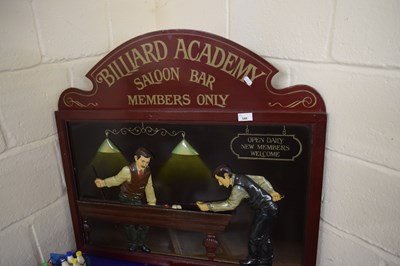 BILLIARD ACADEMY
SALOON BAR
MEMBERS ONLY
OPEN DAILY
NEW MEMBERS
WELCOME